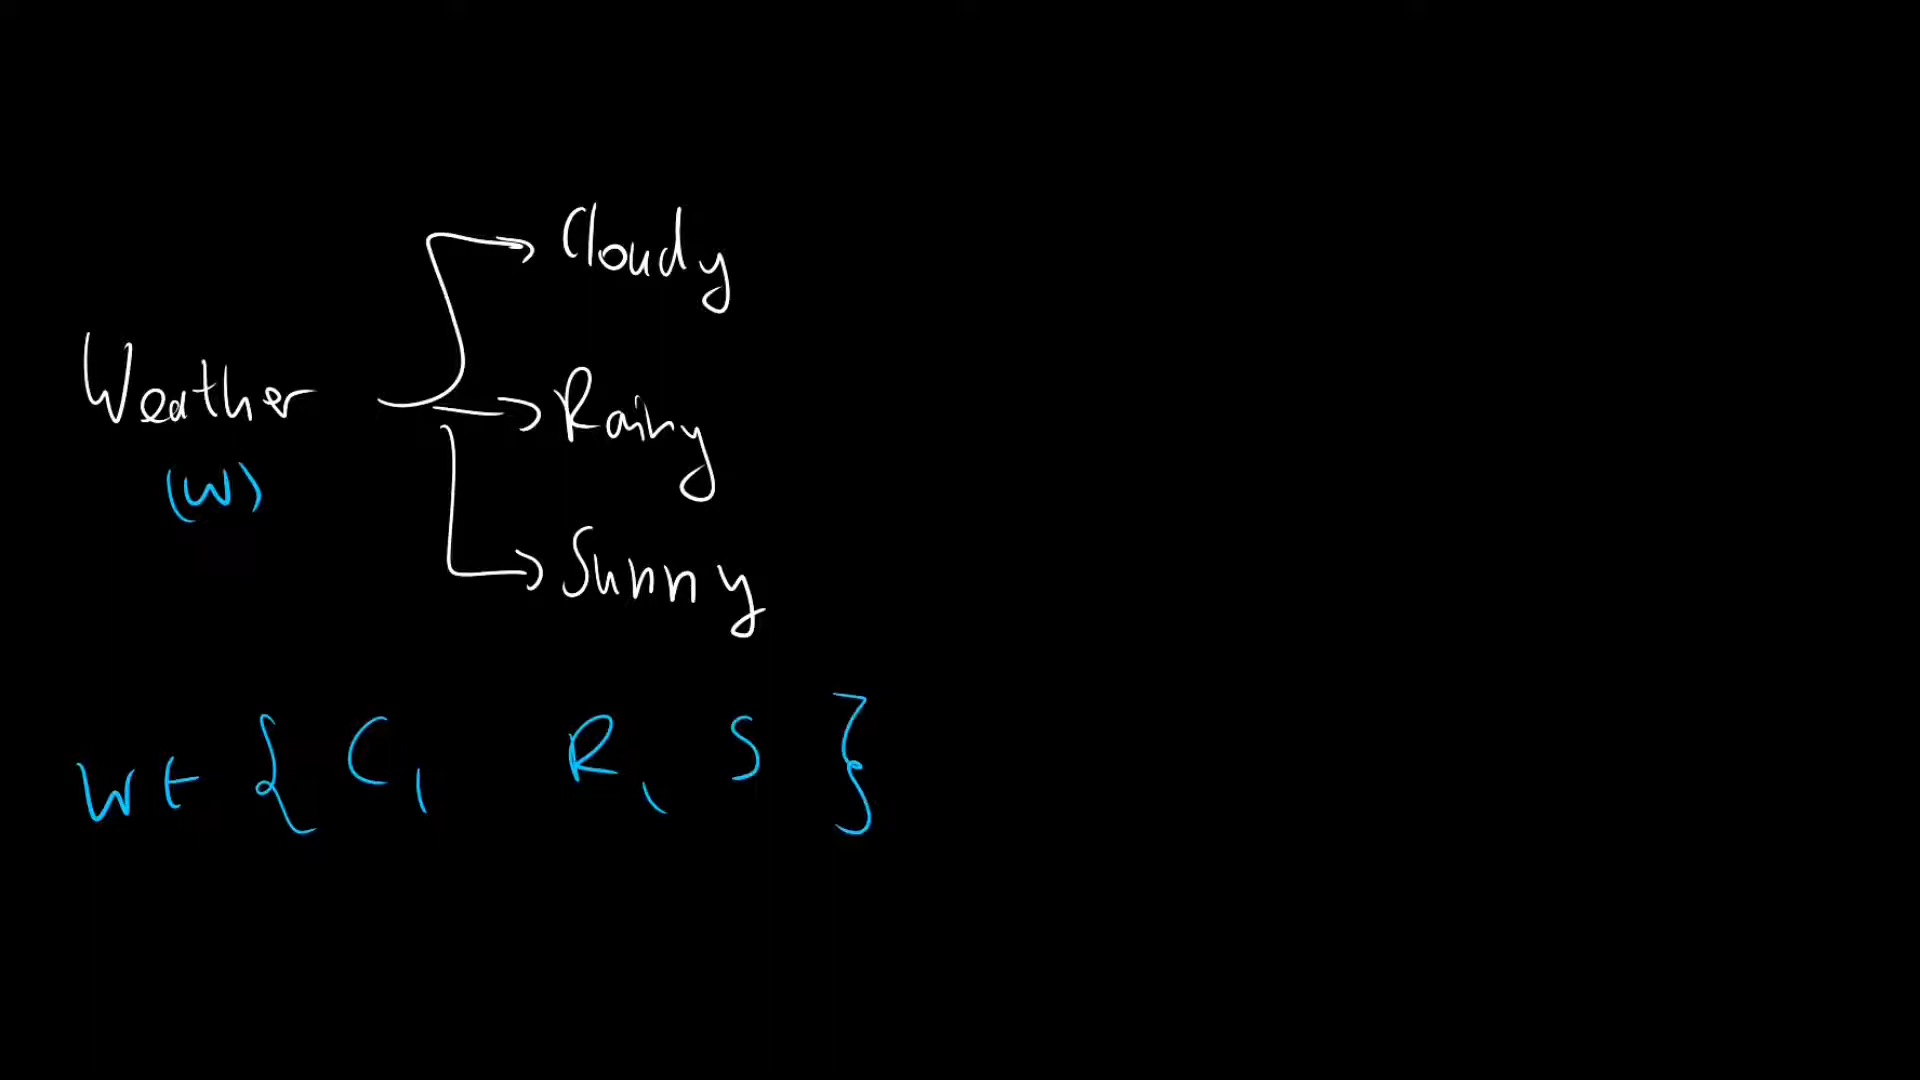 Cloudy
Weather
Rainy
(W)
Sunny
W ∈ { C, R, S }